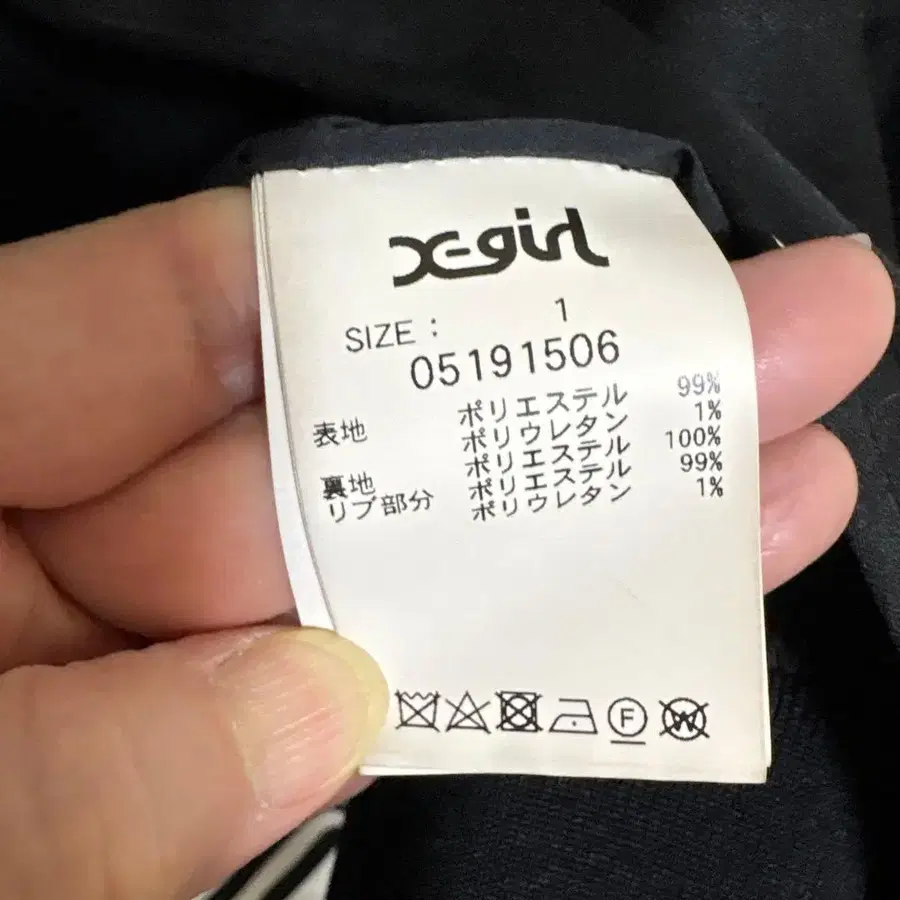 X-girl
SIZE : 1
05191506
表地 ポリエステル 99%
ポリウレタン 1%
裏地 ポリエステル 100%
リブ部分 ポリエステル 99%
ポリウレタン 1%
F
W